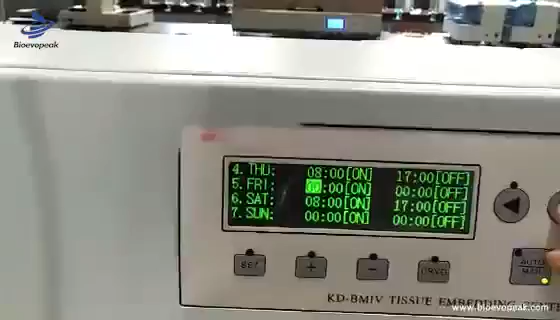 Bioevopeak
4. THU: 08:00[ON] 17:00[OFF]
5. FRI: 00:00[ON] 00:00[OFF]
6. SAT: 08:00[ON] 17:00[OFF]
7. SUN: 00:00[ON] 00:00[OFF]
SET + - CRYO
KD-BMIV TISSUE EMBEDDING
www.bioevopeak.com